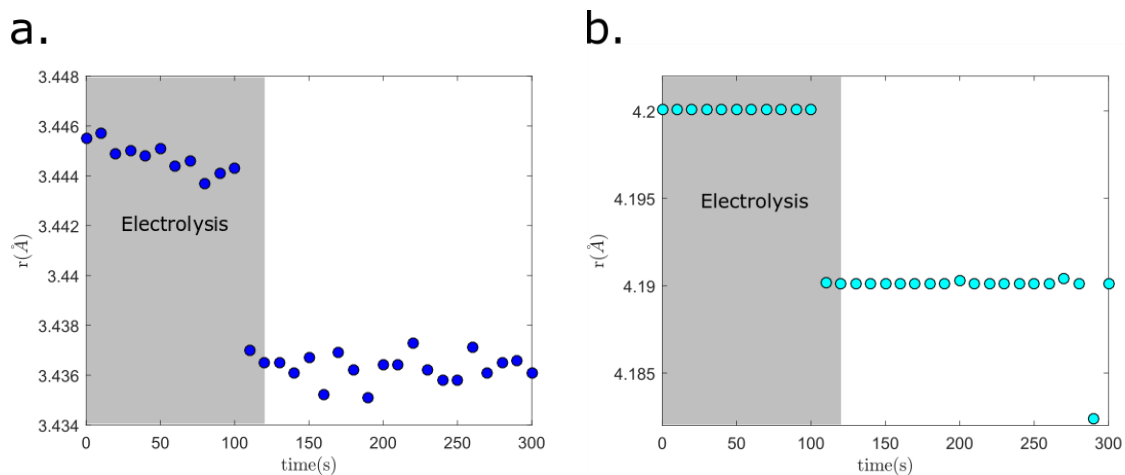 a.
3.448
3.446
3.444
3.442
3.44
3.438
3.436
3.434
r(Å)
Electrolysis
0 50 100 150 200 250 300
time(s)
b.
4.2
4.195
4.19
4.185
r(Å)
Electrolysis
0 50 100 150 200 250 300
time(s)